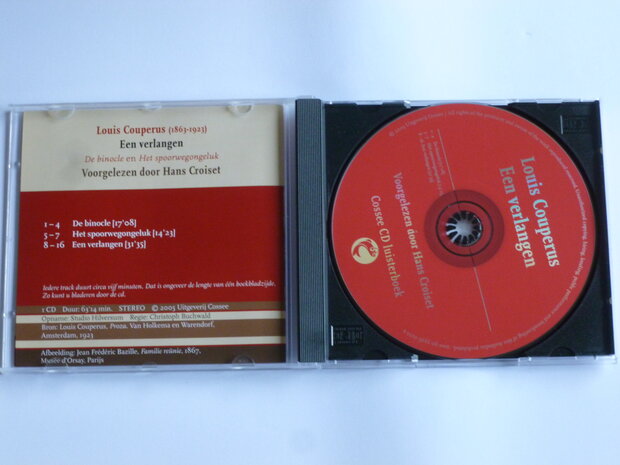 Louis Couperus (1863-1923)
Een verlangen
De binocle en Het spoorwegongeluk
Voorgelezen door Hans Croiset
1 – 4 De binocle [17'08]
5 – 7 Het spoorwegongeluk [14'23]
8 – 16 Een verlangen [31'35]
Iedere track duurt circa vijf minuten. Dat is ongeveer de lengte van één boekbladzijde.
Zo kunt u bladeren door de cd.
1 CD Duur: 63'14 min. STEREO © 2005 Uitgeverij Cossee
Opname: Studio Hilversum Regie: Christoph Buchwald
Bron: Louis Couperus, Proza. Van Holkema en Warendorf,
Amsterdam, 1923
Afbeelding: Jean Frédéric Bazille, Familie reünie, 1867,
Musée d'Orsay, Parijs
Louis Couperus
Een verlangen
Voorgelezen door Hans Croiset
Cossee CD luisterboek